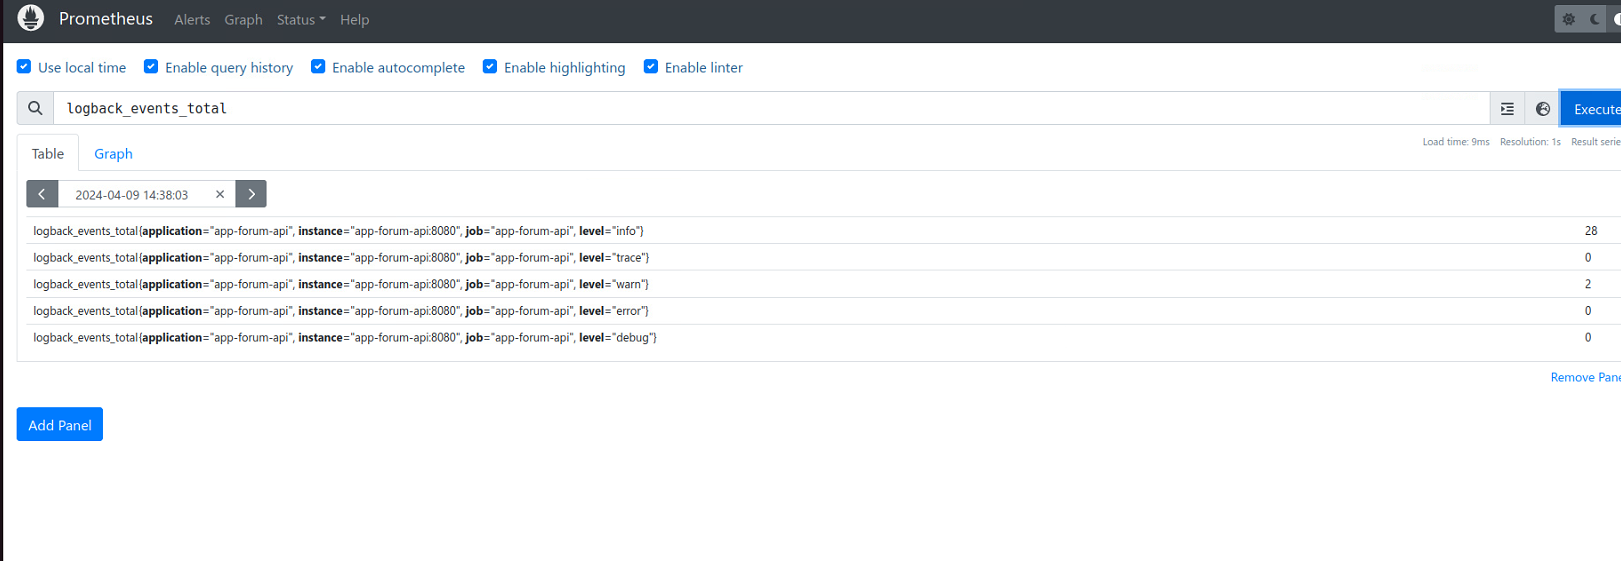 Prometheus Alerts Graph Status Help
Use local time Enable query history Enable autocomplete Enable highlighting Enable linter
logback_events_total Execute
Table Graph Load time: 9ms Resolution: 1s Result serie
2024-04-09 14:38:03
logback_events_total{application="app-forum-api", instance="app-forum-api:8080", job="app-forum-api", level="info"} 28
logback_events_total{application="app-forum-api", instance="app-forum-api:8080", job="app-forum-api", level="trace"} 0
logback_events_total{application="app-forum-api", instance="app-forum-api:8080", job="app-forum-api", level="warn"} 2
logback_events_total{application="app-forum-api", instance="app-forum-api:8080", job="app-forum-api", level="error"} 0
logback_events_total{application="app-forum-api", instance="app-forum-api:8080", job="app-forum-api", level="debug"} 0
Remove Pane
Add Panel